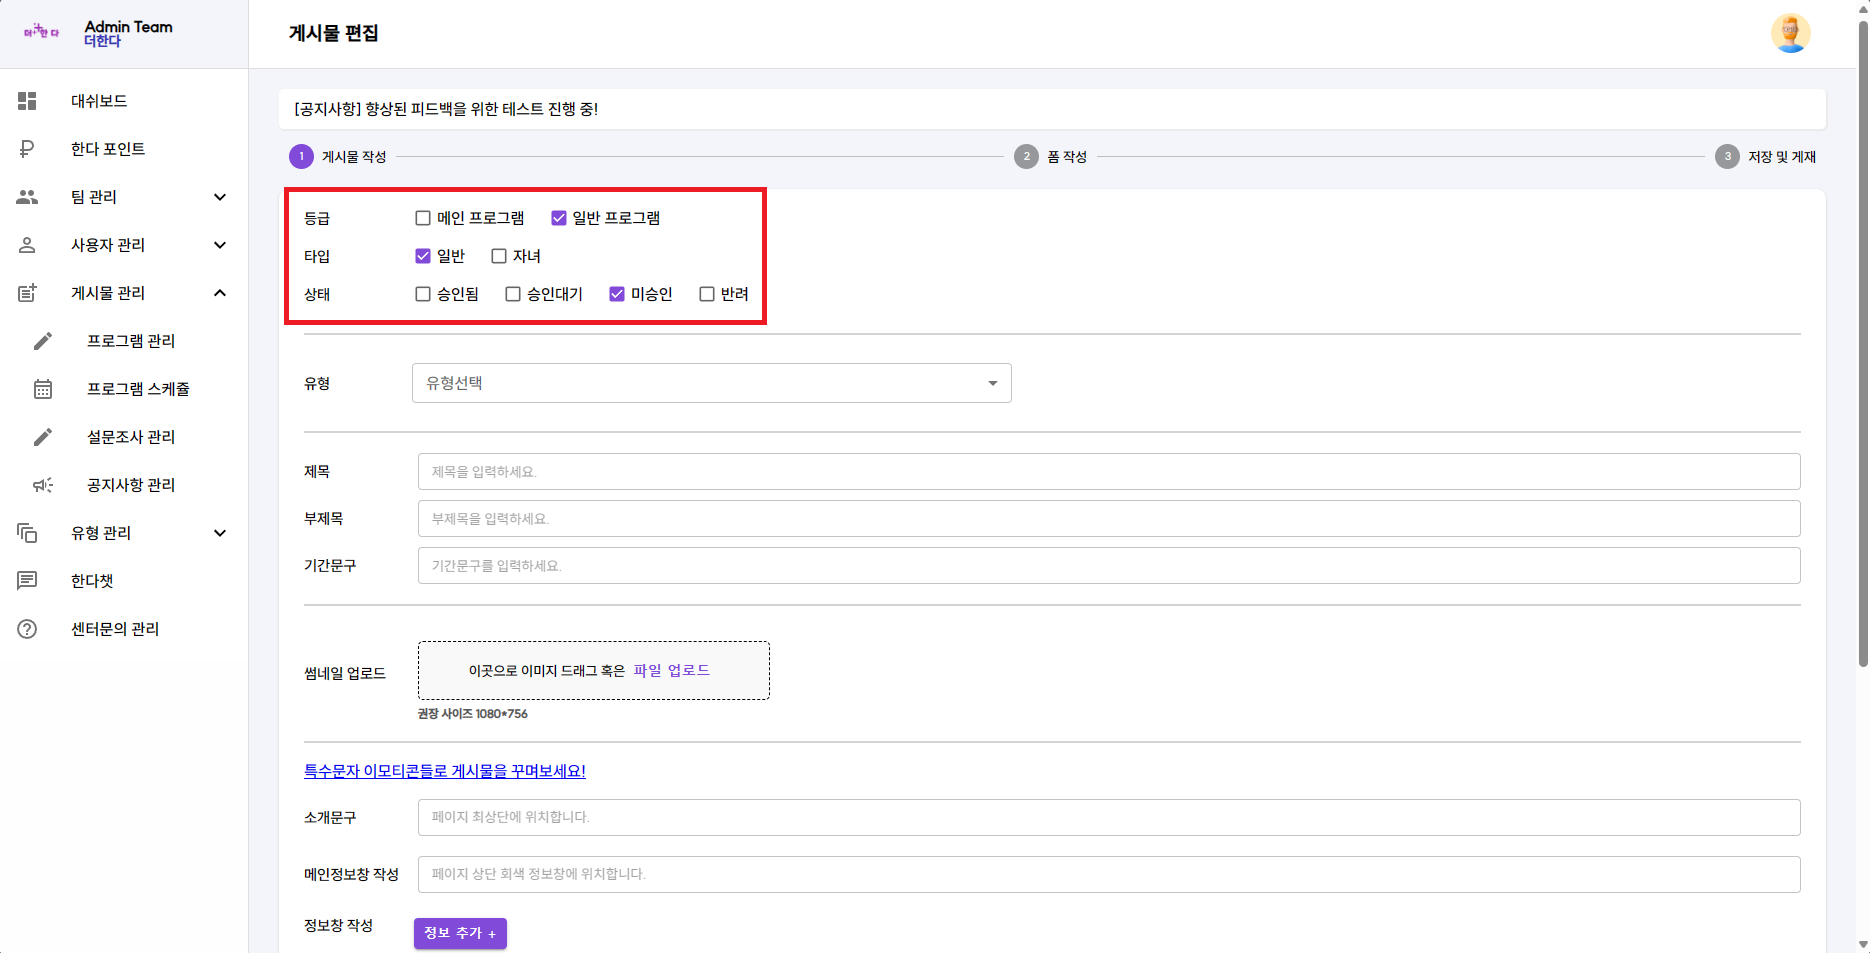 더한다
Admin Team
더한다
게시물 편집
대쉬보드
한다 포인트
팀 관리
사용자 관리
게시물 관리
프로그램 관리
프로그램 스케쥴
설문조사 관리
공지사항 관리
유형 관리
한다챗
센터문의 관리
[공지사항] 향상된 피드백을 위한 테스트 진행 중!
1 게시물 작성 2 폼 작성 3 저장 및 게재
등급 메인 프로그램 일반 프로그램
타입 일반 자녀
상태 승인됨 승인대기 미승인 반려
유형 유형선택
제목 제목을 입력하세요.
부제목 부제목을 입력하세요.
기간문구 기간문구를 입력하세요.
썸네일 업로드 이곳으로 이미지 드래그 혹은 파일 업로드
권장 사이즈 1080*756
특수문자 이모티콘들로 게시물을 꾸며보세요!
소개문구 페이지 최상단에 위치합니다.
메인정보창 작성 페이지 상단 회색 정보창에 위치합니다.
정보창 작성 정보 추가 +